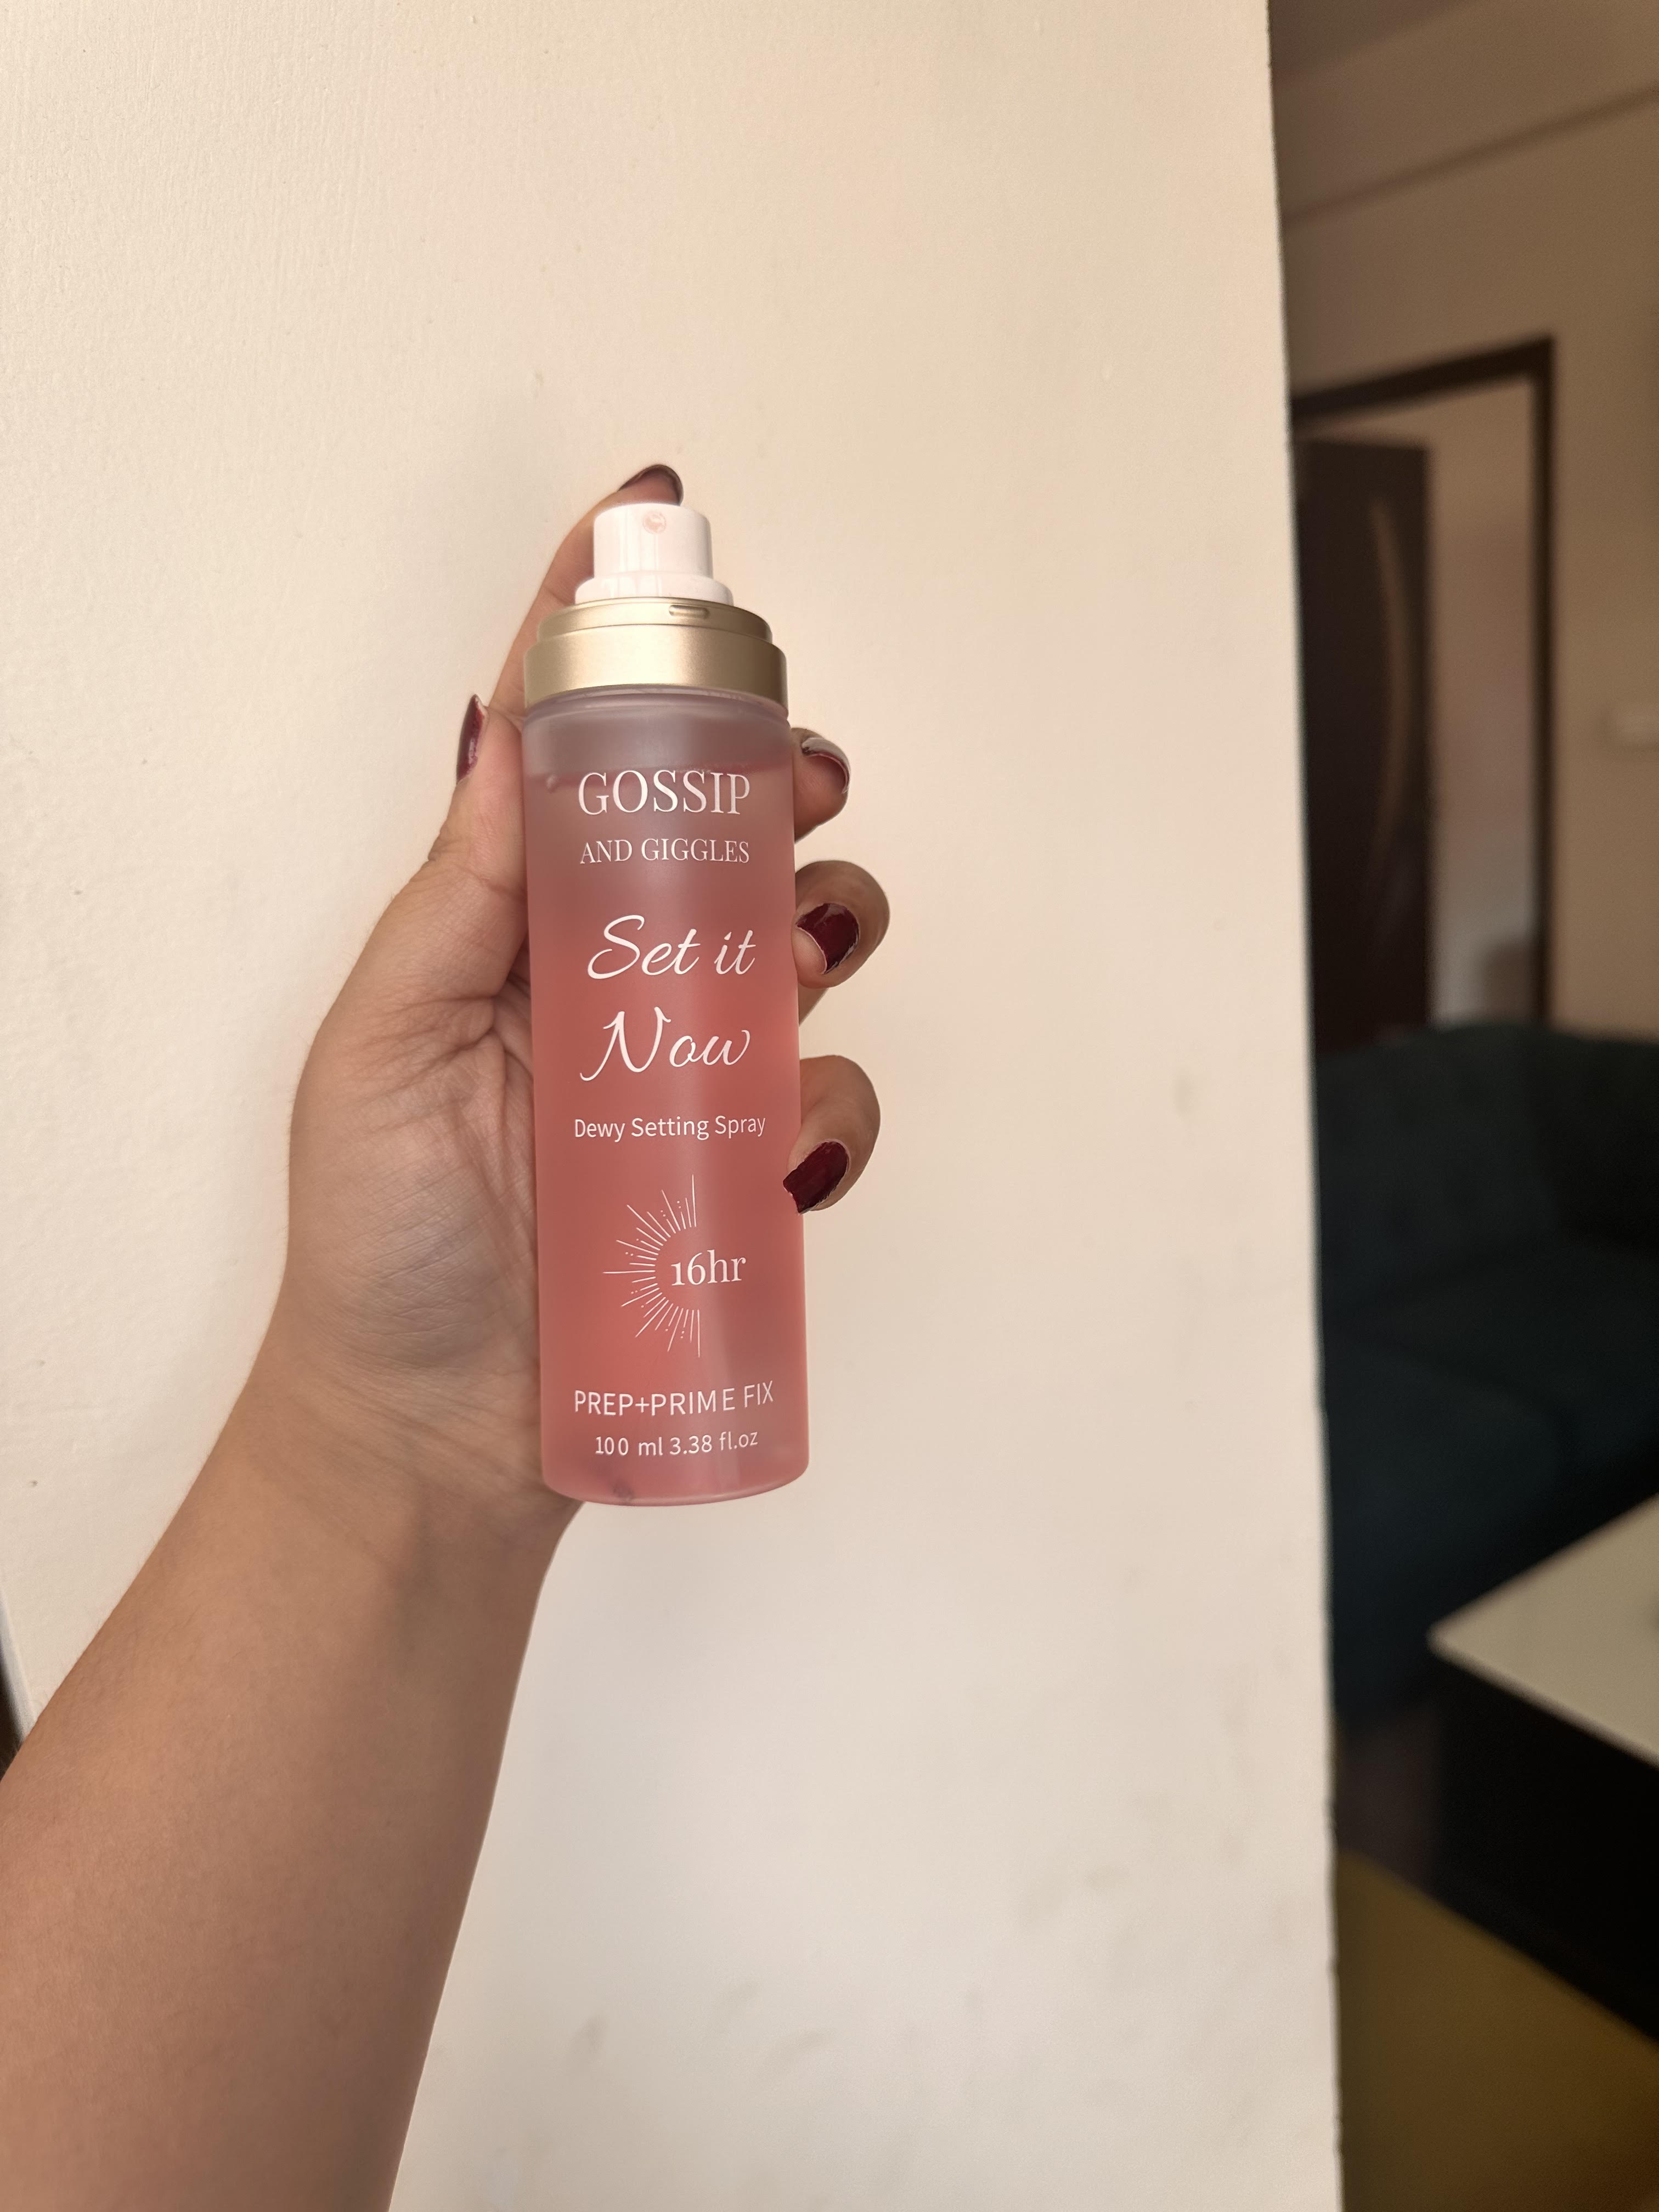 GOSSIP
AND GIGGLES
Set it
Now
Dewy Setting Spray
16hr
PREP+PRIME FIX
100 ml 3.38 fl.oz